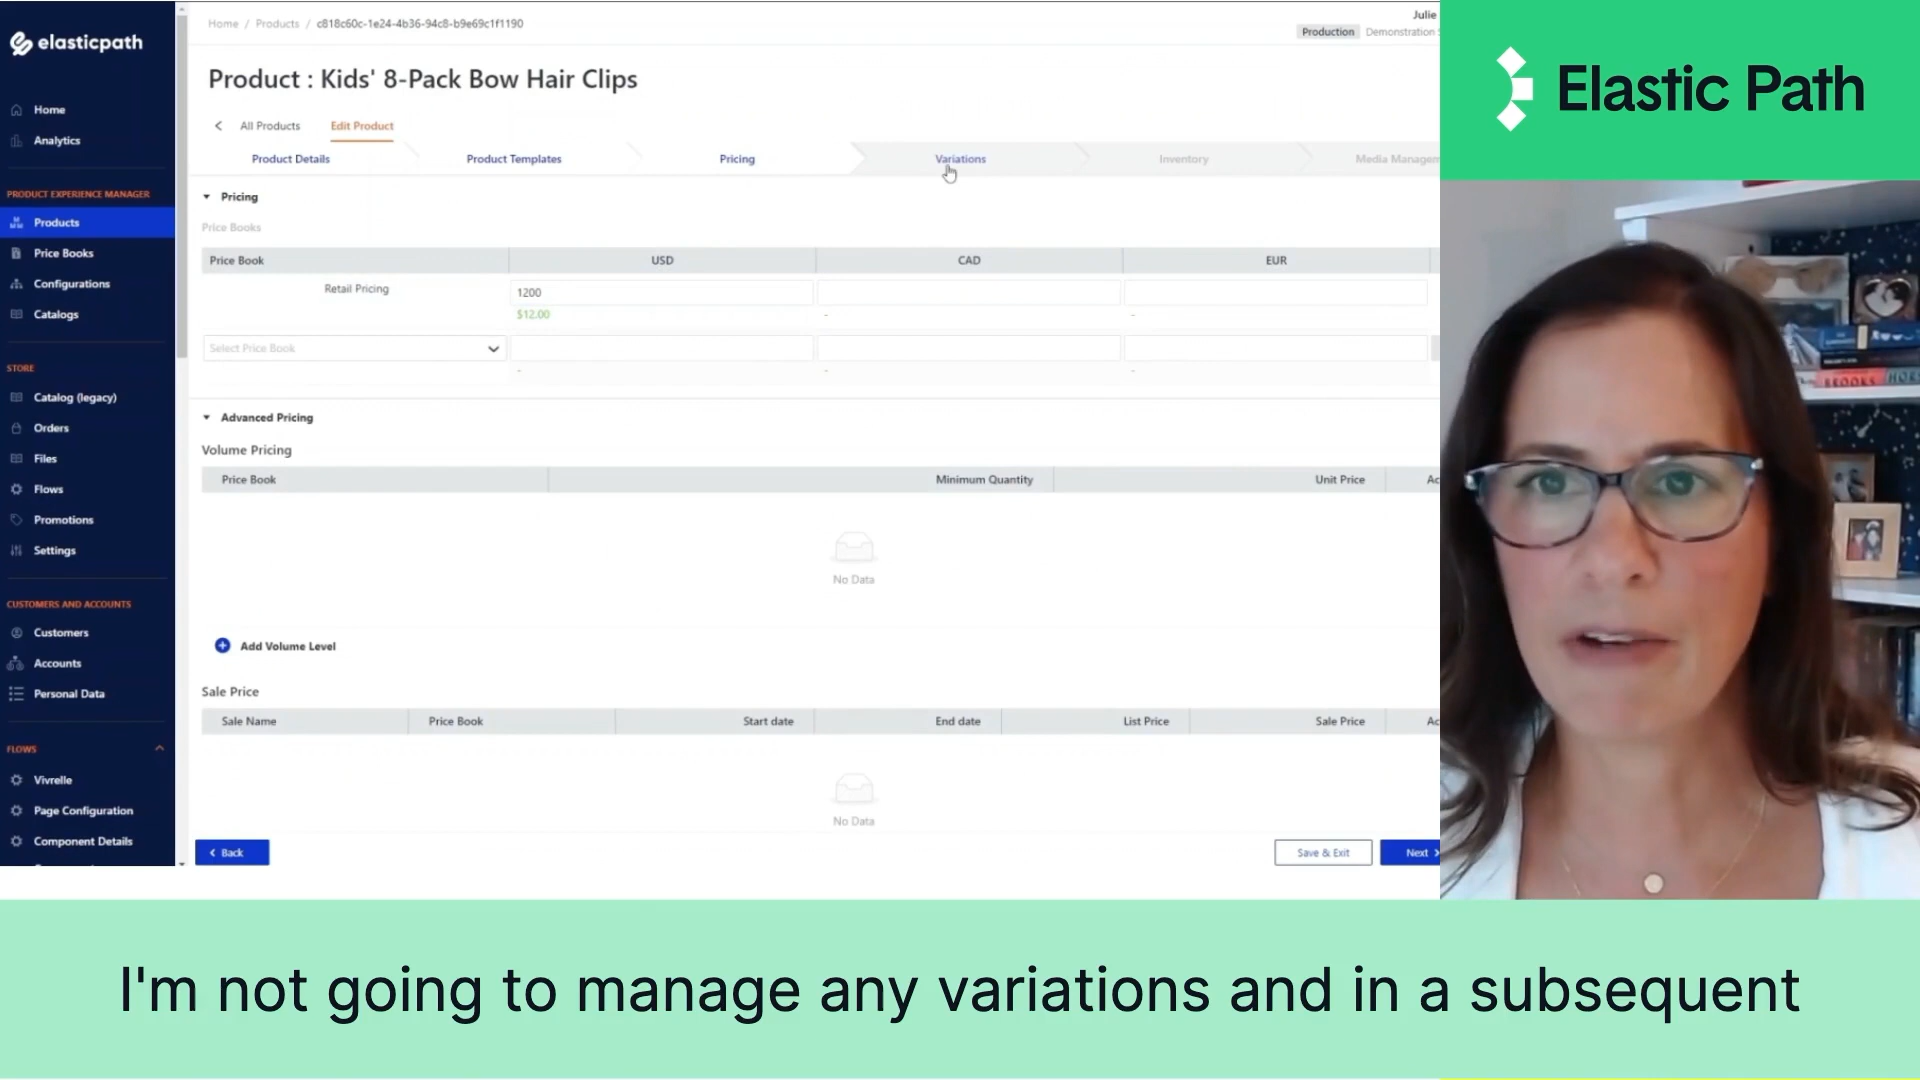 elasticpath
Home
Analytics
PRODUCT EXPERIENCE MANAGER
Products
Price Books
Configurations
Catalogs
STORE
Catalog (legacy)
Orders
Files
Flows
Promotions
Settings
CUSTOMERS AND ACCOUNTS
Customers
Accounts
Personal Data
FLOWS
Vivrelle
Page Configuration
Component Details
Home / Products / c818c60c-1e24-4b36-94c8-b9e69c1f1190
Julie
Production Demonstration
Product : Kids' 8-Pack Bow Hair Clips
All Products Edit Product
Product Details Product Templates Pricing Variations Inventory Media Managem
Pricing
Price Books
Price Book USD CAD EUR
Retail Pricing 1200
$12.00 - -
Select Price Book
- - -
Advanced Pricing
Volume Pricing
Price Book Minimum Quantity Unit Price Ac
No Data
Add Volume Level
Sale Price
Sale Name Price Book Start date End date List Price Sale Price Ac
No Data
Back Save & Exit Next
Elastic Path
BROOKS
I'm not going to manage any variations and in a subsequent